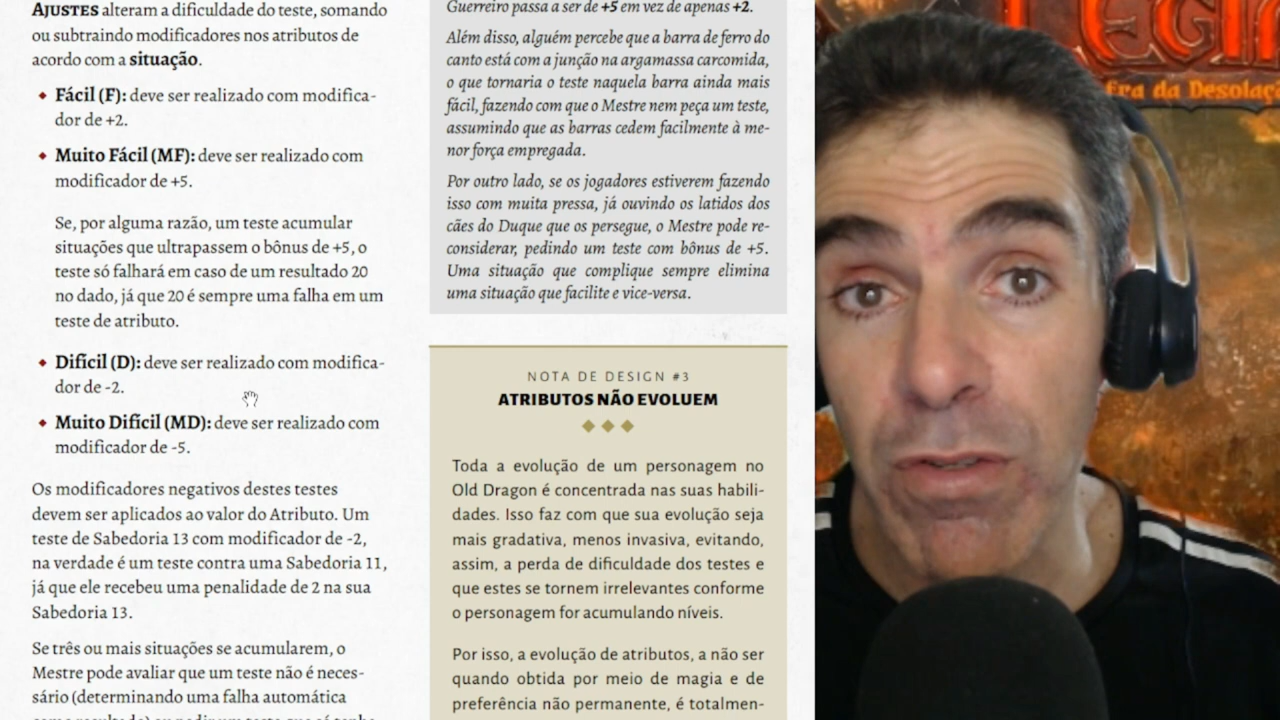 AJUSTES alteram a dificuldade do teste, somando
ou subtraindo modificadores nos atributos de
acordo com a situação.
Fácil (F): deve ser realizado com modifica-
dor de +2.
Muito Fácil (MF): deve ser realizado com
modificador de +5.
Se, por alguma razão, um teste acumular
situações que ultrapassem o bônus de +5, o
teste só falhará em caso de um resultado 20
no dado, já que 20 é sempre uma falha em um
teste de atributo.
Difícil (D): deve ser realizado com modifica-
dor de -2.
Muito Difícil (MD): deve ser realizado com
modificador de -5.
Os modificadores negativos destes testes
devem ser aplicados ao valor do Atributo. Um
teste de Sabedoria 13 com modificador de -2,
na verdade é um teste contra uma Sabedoria 11,
já que ele recebeu uma penalidade de 2 na sua
Sabedoria 13.
Se três ou mais situações se acumularem, o
Mestre pode avaliar que um teste não é neces-
sário (determinando uma falha automática
Guerreiro passa a ser de +5 em vez de apenas +2.
Além disso, alguém percebe que a barra de ferro do
canto está com a junção na argamassa carcomida,
o que tornaria o teste naquela barra ainda mais
fácil, fazendo com que o Mestre nem peça um teste,
assumindo que as barras cedem facilmente à me-
nor força empregada.
Por outro lado, se os jogadores estiverem fazendo
isso com muita pressa, já ouvindo os latidos dos
cães do Duque que os persegue, o Mestre pode re-
considerar, pedindo um teste com bônus de +5.
Uma situação que complique sempre elimina
uma situação que facilite e vice-versa.
NOTA DE DESIGN #3
ATRIBUTOS NÃO EVOLUEM
Toda a evolução de um personagem no
Old Dragon é concentrada nas suas habili-
dades. Isso faz com que sua evolução seja
mais gradativa, menos invasiva, evitando,
assim, a perda de dificuldade dos testes e
que estes se tornem irrelevantes conforme
o personagem for acumulando níveis.
Por isso, a evolução de atributos, a não ser
quando obtida por meio de magia e de
preferência não permanente, é totalmen-
da Desolaç